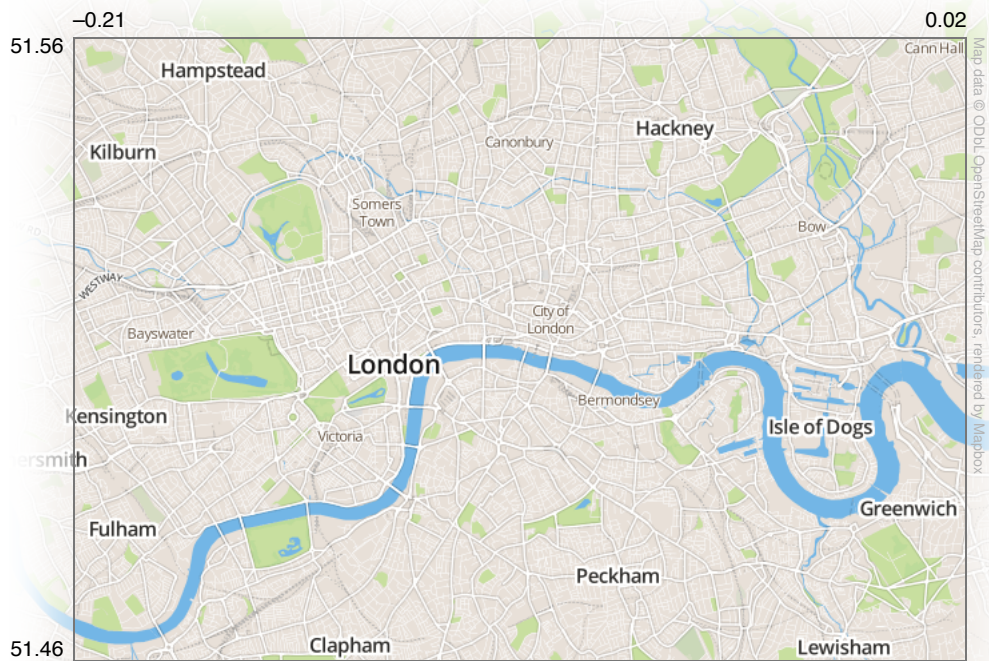 –0.21
0.02
51.56
Cann Hall
Hampstead
Hackney
Canonbury
Kilburn
Somers
Town
Bow
WESTWAY
City of
London
Bayswater
London
Bermondsey
Kensington
Isle of Dogs
Victoria
ersmith
Greenwich
Fulham
Peckham
Clapham
Lewisham
51.46
Map data © ODbL OpenStreetMap contributors, rendered by Mapbox